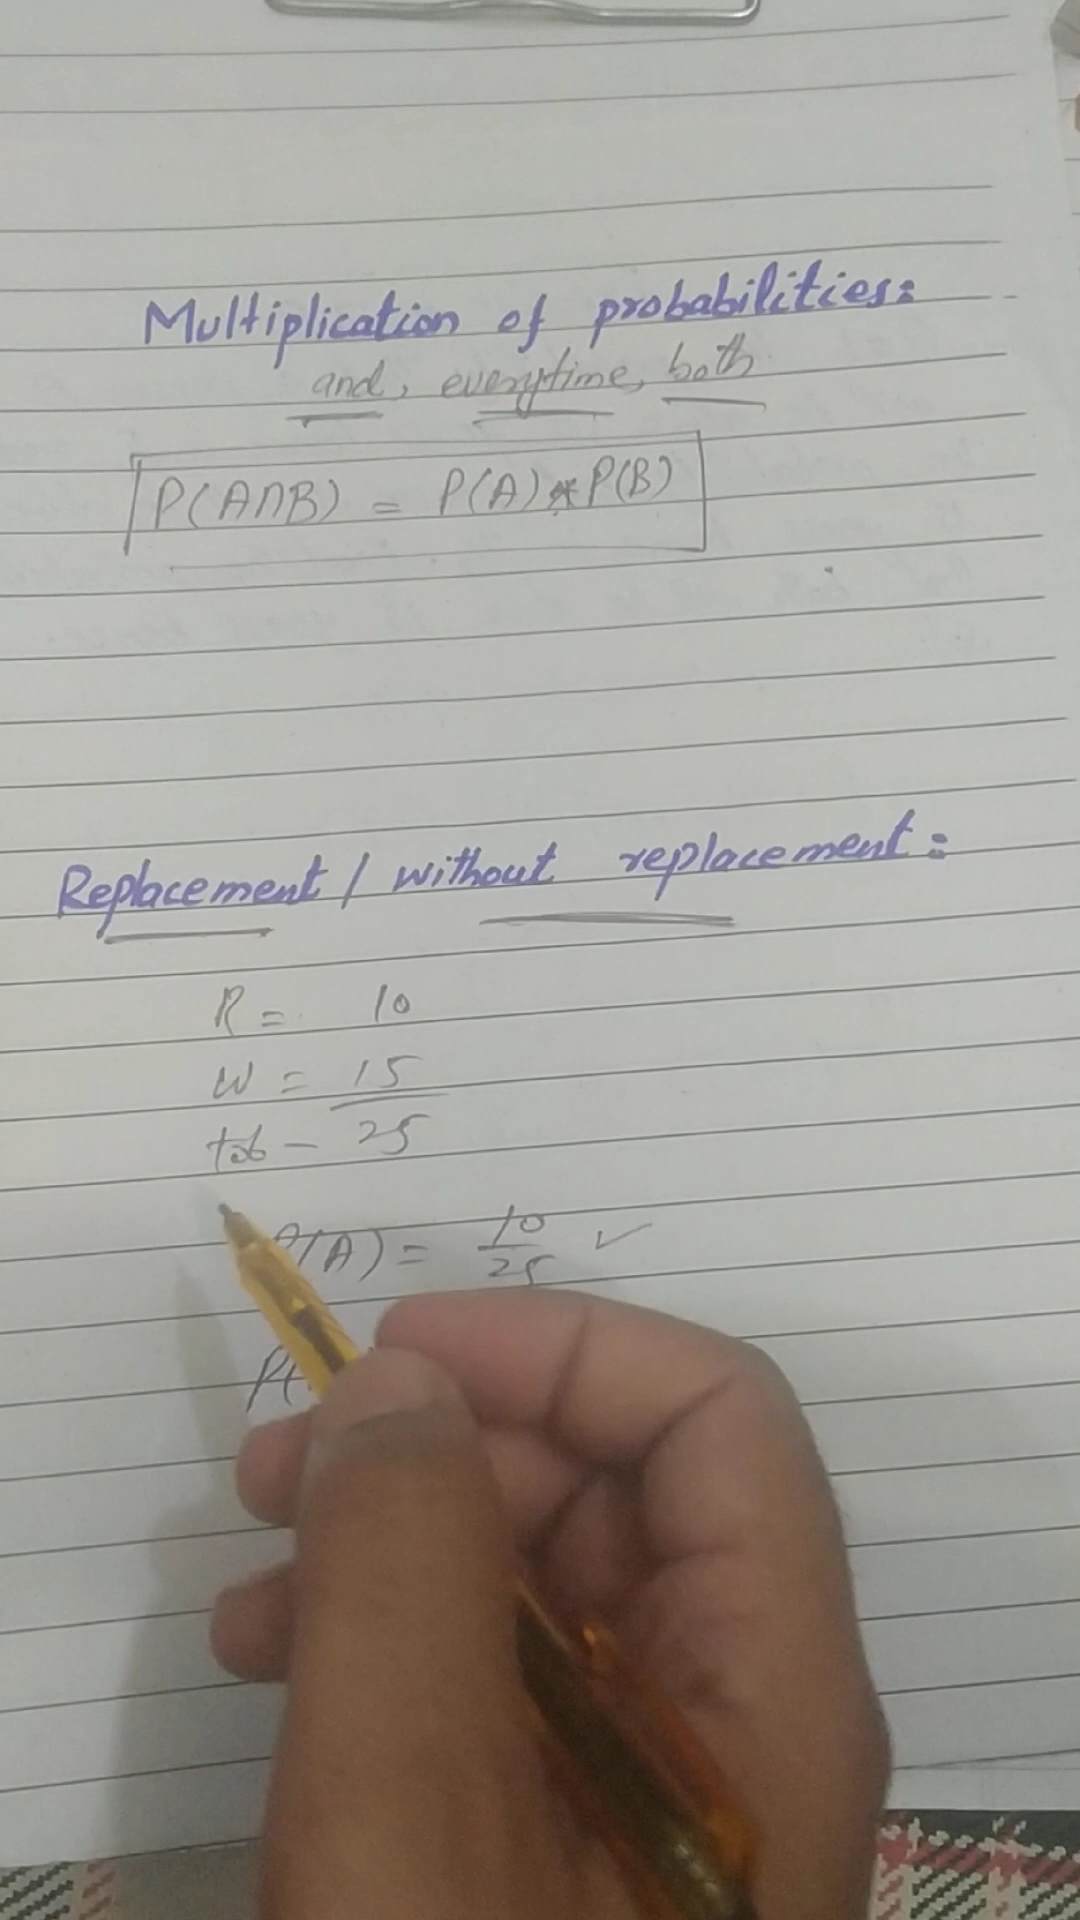 Multiplication of probabilities:
and, everytime, both
P(A∩B) = P(A) * P(B)
Replacement / without replacement:
R = 10
W = 15
tot - 25
P(A) = 10/25 ✓
P(